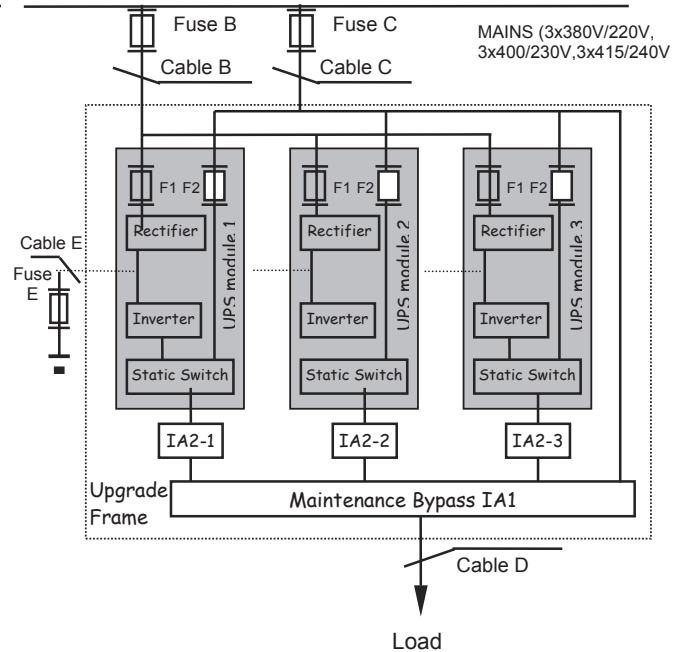 Fuse B
Fuse C
MAINS (3x380V/220V,
3x400/230V,3x415/240V
Cable B
Cable C
F1 F2
F1 F2
F1 F2
Rectifier
Rectifier
Rectifier
UPS module 1
UPS module 2
UPS module 3
Cable E
Fuse
E
Inverter
Inverter
Inverter
Static Switch
Static Switch
Static Switch
IA2-1
IA2-2
IA2-3
Upgrade
Frame
Maintenance Bypass IA1
Cable D
Load